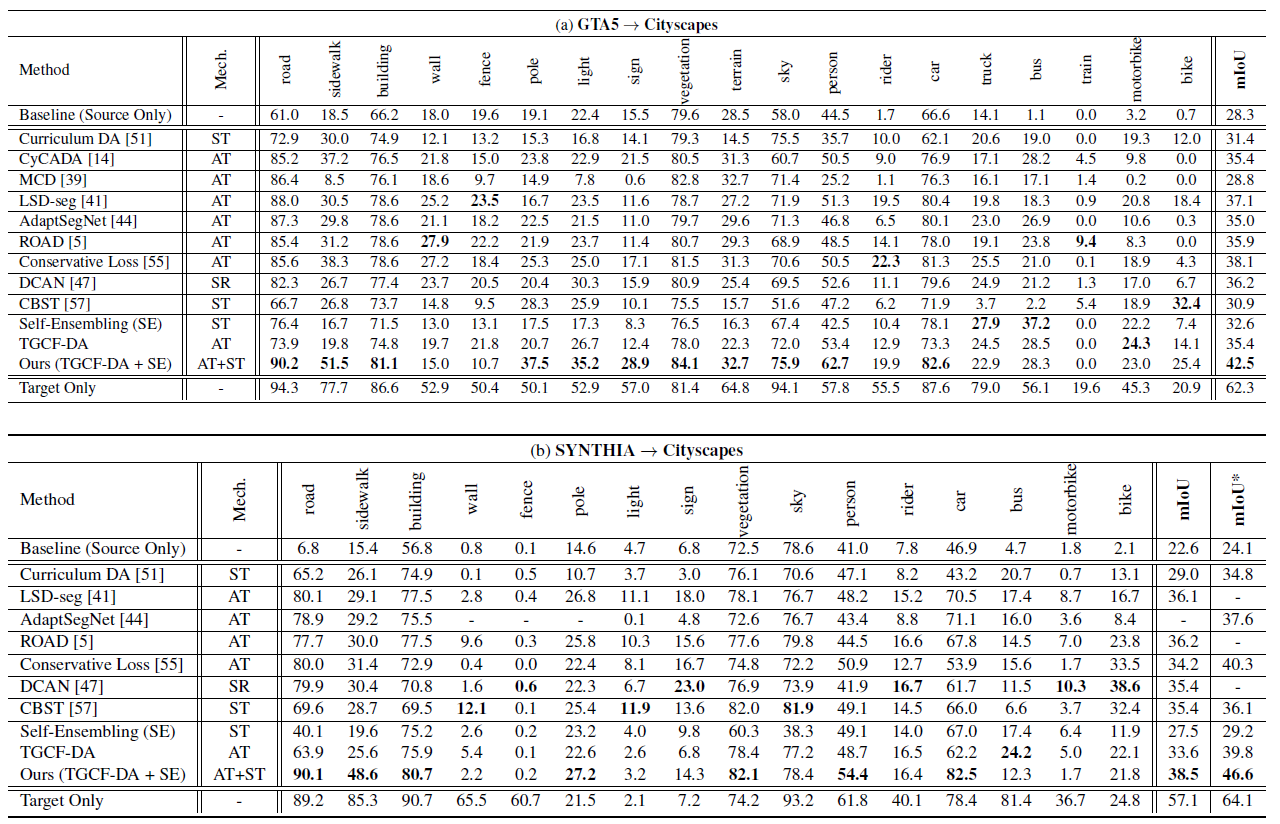 (a) GTA5 → Cityscapes
Method Mech. road sidewalk building wall fence pole light sign vegetation terrain sky person rider car truck bus train motorbike bike mIoU
Baseline (Source Only) - 61.0 18.5 66.2 18.0 19.6 19.1 22.4 15.5 79.6 28.5 58.0 44.5 1.7 66.6 14.1 1.1 0.0 3.2 0.7 28.3
Curriculum DA [51] ST 72.9 30.0 74.9 12.1 13.2 15.3 16.8 14.1 79.3 14.5 75.5 35.7 10.0 62.1 20.6 19.0 0.0 19.3 12.0 31.4
CyCADA [14] AT 85.2 37.2 76.5 21.8 15.0 23.8 22.9 21.5 80.5 31.3 60.7 50.5 9.0 76.9 17.1 28.2 4.5 9.8 0.0 35.4
MCD [39] AT 86.4 8.5 76.1 18.6 9.7 14.9 7.8 0.6 82.8 32.7 71.4 25.2 1.1 76.3 16.1 17.1 1.4 0.2 0.0 28.8
LSD-seg [41] AT 88.0 30.5 78.6 25.2 23.5 16.7 23.5 11.6 78.7 27.2 71.9 51.3 19.5 80.4 19.8 18.3 0.9 20.8 18.4 37.1
AdaptSegNet [44] AT 87.3 29.8 78.6 21.1 18.2 22.5 21.5 11.0 79.7 29.6 71.3 46.8 6.5 80.1 23.0 26.9 0.0 10.6 0.3 35.0
ROAD [5] AT 85.4 31.2 78.6 27.9 22.2 21.9 23.7 11.4 80.7 29.3 68.9 48.5 14.1 78.0 19.1 23.8 9.4 8.3 0.0 35.9
Conservative Loss [55] AT 85.6 38.3 78.6 27.2 18.4 25.3 25.0 17.1 81.5 31.3 70.6 50.5 22.3 81.3 25.5 21.0 0.1 18.9 4.3 38.1
DCAN [47] SR 82.3 26.7 77.4 23.7 20.5 20.4 30.3 15.9 80.9 25.4 69.5 52.6 11.1 79.6 24.9 21.2 1.3 17.0 6.7 36.2
CBST [57] ST 66.7 26.8 73.7 14.8 9.5 28.3 25.9 10.1 75.5 15.7 51.6 47.2 6.2 71.9 3.7 2.2 5.4 18.9 32.4 30.9
Self-Ensembling (SE) ST 76.4 16.7 71.5 13.0 13.1 17.5 17.3 8.3 76.5 16.3 67.4 42.5 10.4 78.1 27.9 37.2 0.0 22.2 7.4 32.6
TGCF-DA AT 73.9 19.8 74.8 19.7 21.8 20.7 26.7 12.4 78.0 22.3 72.0 53.4 12.9 73.3 24.5 28.5 0.0 24.3 14.1 35.4
Ours (TGCF-DA + SE) AT+ST 90.2 51.5 81.1 15.0 10.7 37.5 35.2 28.9 84.1 32.7 75.9 62.7 19.9 82.6 22.9 28.3 0.0 23.0 25.4 42.5
Target Only - 94.3 77.7 86.6 52.9 50.4 50.1 52.9 57.0 81.4 64.8 94.1 57.8 55.5 87.6 79.0 56.1 19.6 45.3 20.9 62.3
(b) SYNTHIA → Cityscapes
Method Mech. road sidewalk building wall fence pole light sign vegetation sky person rider car bus motorbike bike mIoU mIoU*
Baseline (Source Only) - 6.8 15.4 56.8 0.8 0.1 14.6 4.7 6.8 72.5 78.6 41.0 7.8 46.9 4.7 1.8 2.1 22.6 24.1
Curriculum DA [51] ST 65.2 26.1 74.9 0.1 0.5 10.7 3.7 3.0 76.1 70.6 47.1 8.2 43.2 20.7 0.7 13.1 29.0 34.8
LSD-seg [41] AT 80.1 29.1 77.5 2.8 0.4 26.8 11.1 18.0 78.1 76.7 48.2 15.2 70.5 17.4 8.7 16.7 36.1 -
AdaptSegNet [44] AT 78.9 29.2 75.5 - - - 0.1 4.8 72.6 76.7 43.4 8.8 71.1 16.0 3.6 8.4 - 37.6
ROAD [5] AT 77.7 30.0 77.5 9.6 0.3 25.8 10.3 15.6 77.6 79.8 44.5 16.6 67.8 14.5 7.0 23.8 36.2 -
Conservative Loss [55] AT 80.0 31.4 72.9 0.4 0.0 22.4 8.1 16.7 74.8 72.2 50.9 12.7 53.9 15.6 1.7 33.5 34.2 40.3
DCAN [47] SR 79.9 30.4 70.8 1.6 0.6 22.3 6.7 23.0 76.9 73.9 41.9 16.7 61.7 11.5 10.3 38.6 35.4 -
CBST [57] ST 69.6 28.7 69.5 12.1 0.1 25.4 11.9 13.6 82.0 81.9 49.1 14.5 66.0 6.6 3.7 32.4 35.4 36.1
Self-Ensembling (SE) ST 40.1 19.6 75.2 2.6 0.2 23.2 4.0 9.8 60.3 38.3 49.1 14.0 67.0 17.4 6.4 11.9 27.5 29.2
TGCF-DA AT 63.9 25.6 75.9 5.4 0.1 22.6 2.6 6.8 78.4 77.2 48.7 16.5 62.2 24.2 5.0 22.1 33.6 39.8
Ours (TGCF-DA + SE) AT+ST 90.1 48.6 80.7 2.2 0.2 27.2 3.2 14.3 82.1 78.4 54.4 16.4 82.5 12.3 1.7 21.8 38.5 46.6
Target Only - 89.2 85.3 90.7 65.5 60.7 21.5 2.1 7.2 74.2 93.2 61.8 40.1 78.4 81.4 36.7 24.8 57.1 64.1